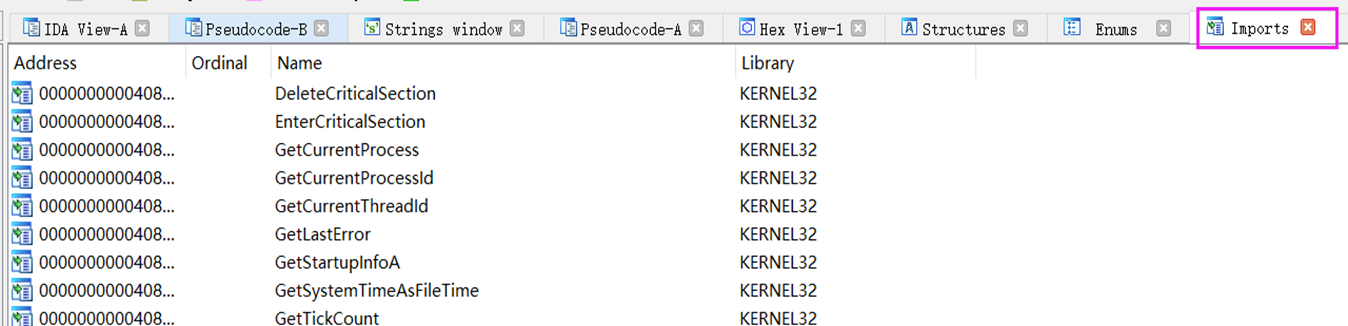 IDA View-A Pseudocode-B Strings window Pseudocode-A Hex View-1 Structures Enums Imports
Address Ordinal Name Library
0000000000408... DeleteCriticalSection KERNEL32
0000000000408... EnterCriticalSection KERNEL32
0000000000408... GetCurrentProcess KERNEL32
0000000000408... GetCurrentProcessId KERNEL32
0000000000408... GetCurrentThreadId KERNEL32
0000000000408... GetLastError KERNEL32
0000000000408... GetStartupInfoA KERNEL32
0000000000408... GetSystemTimeAsFileTime KERNEL32
0000000000408... GetTickCount KERNEL32